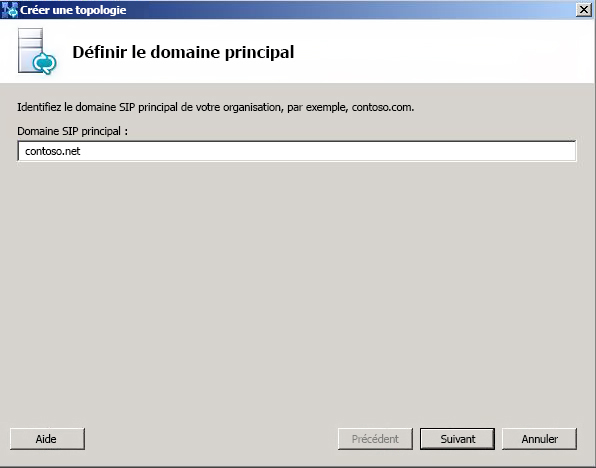 Créer une topologie
Définir le domaine principal
Identifiez le domaine SIP principal de votre organisation, par exemple, contoso.com.
Domaine SIP principal :
contoso.net
Aide
Précédent
Suivant
Annuler